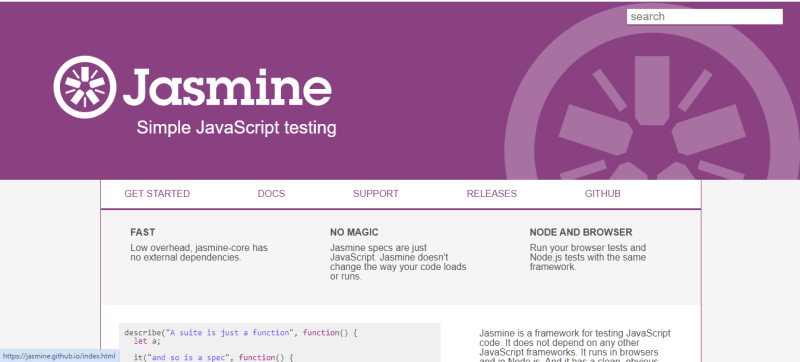 search
Jasmine
Simple JavaScript testing
GET STARTED DOCS SUPPORT RELEASES GITHUB
FAST
Low overhead, jasmine-core has
no external dependencies.
NO MAGIC
Jasmine specs are just
JavaScript. Jasmine doesn't
change the way your code loads
or runs.
NODE AND BROWSER
Run your browser tests and
Node.js tests with the same
framework.
describe("A suite is just a function", function() {
let a;
it("and so is a spec", function() {
Jasmine is a framework for testing JavaScript
code. It does not depend on any other
JavaScript frameworks. It runs in browsers
and in Node.js. And it has a clean, obvious
https://jasmine.github.io/index.html